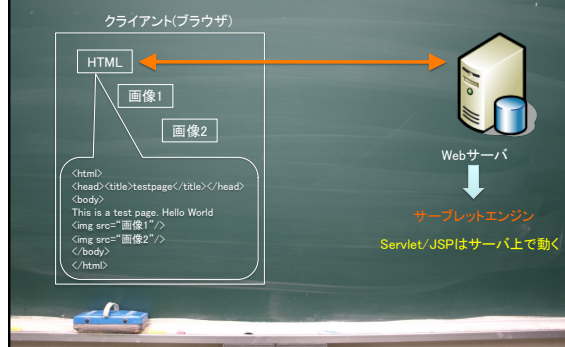 クライアント(ブラウザ)
HTML
画像1
画像2
<html>
<head><title>testpage</title></head>
<body>
This is a test page. Hello World
<img src=“画像1”/>
<img src=“画像2”/>
</body>
</html>
Webサーバ
サーブレットエンジン
Servlet/JSPはサーバ上で動く